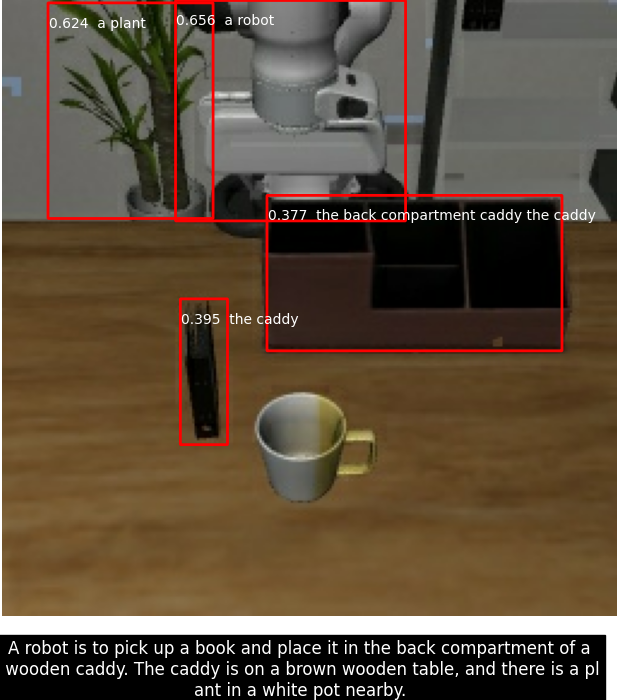 0.624  a plant
0.656  a robot
0.377  the back compartment caddy the caddy
0.395  the caddy
A robot is to pick up a book and place it in the back compartment of a
wooden caddy. The caddy is on a brown wooden table, and there is a pl
ant in a white pot nearby.